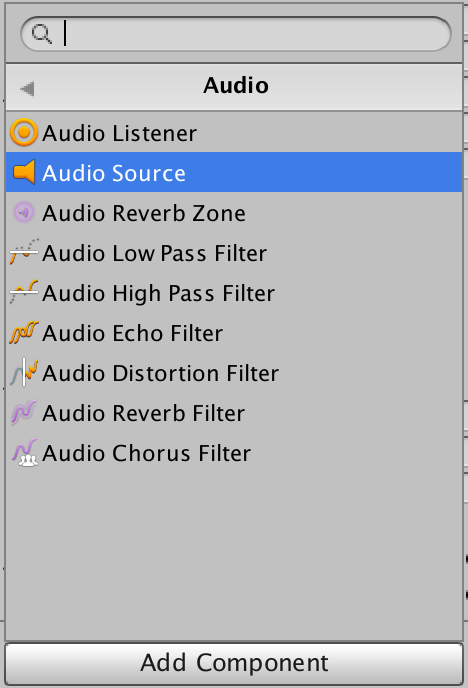 Audio
Audio Listener
Audio Source
Audio Reverb Zone
Audio Low Pass Filter
Audio High Pass Filter
Audio Echo Filter
Audio Distortion Filter
Audio Reverb Filter
Audio Chorus Filter
Add Component